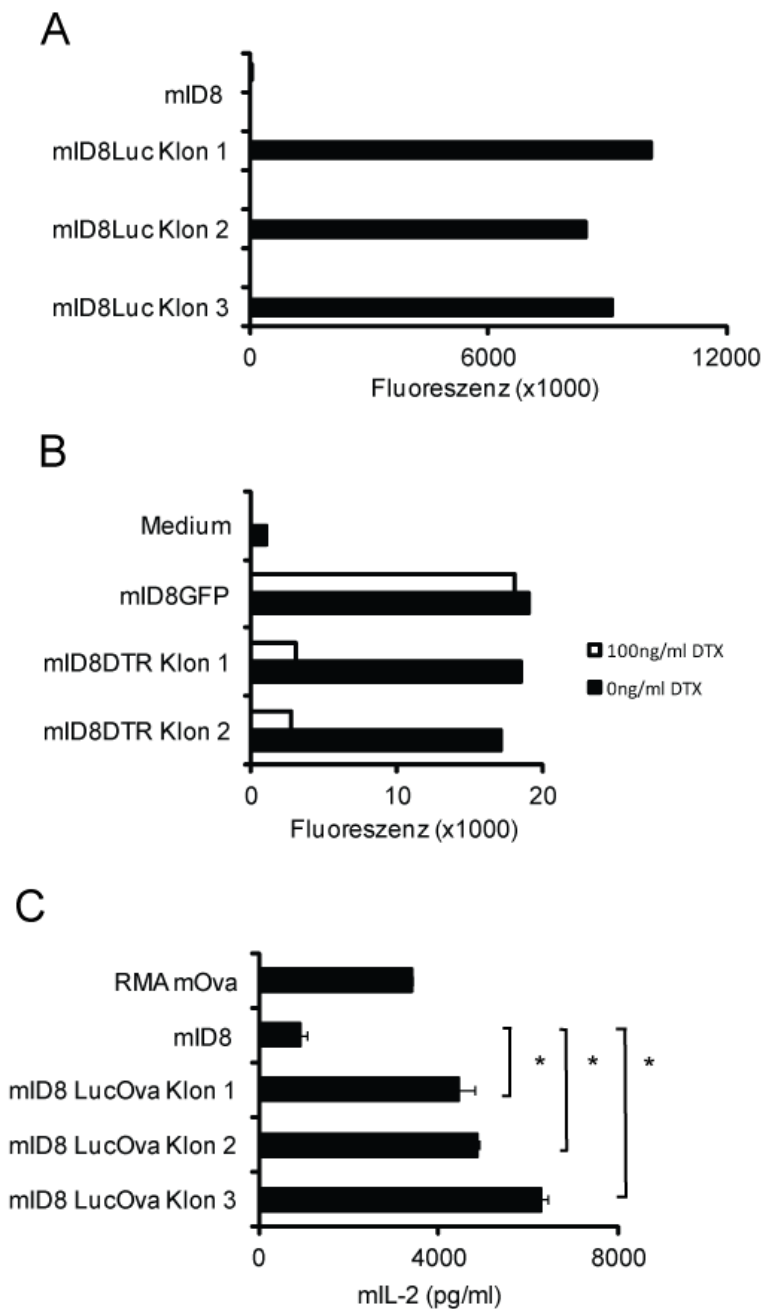 A
mID8
mID8Luc Klon 1
mID8Luc Klon 2
mID8Luc Klon 3
0 6000 12000
Fluoreszenz (x1000)
B
Medium
mID8GFP
mID8DTR Klon 1
mID8DTR Klon 2
100ng/ml DTX
0ng/ml DTX
0 10 20
Fluoreszenz (x1000)
C
RMA mOva
mID8
mID8 LucOva Klon 1
mID8 LucOva Klon 2
mID8 LucOva Klon 3
* * *
0 4000 8000
mIL-2 (pg/ml)